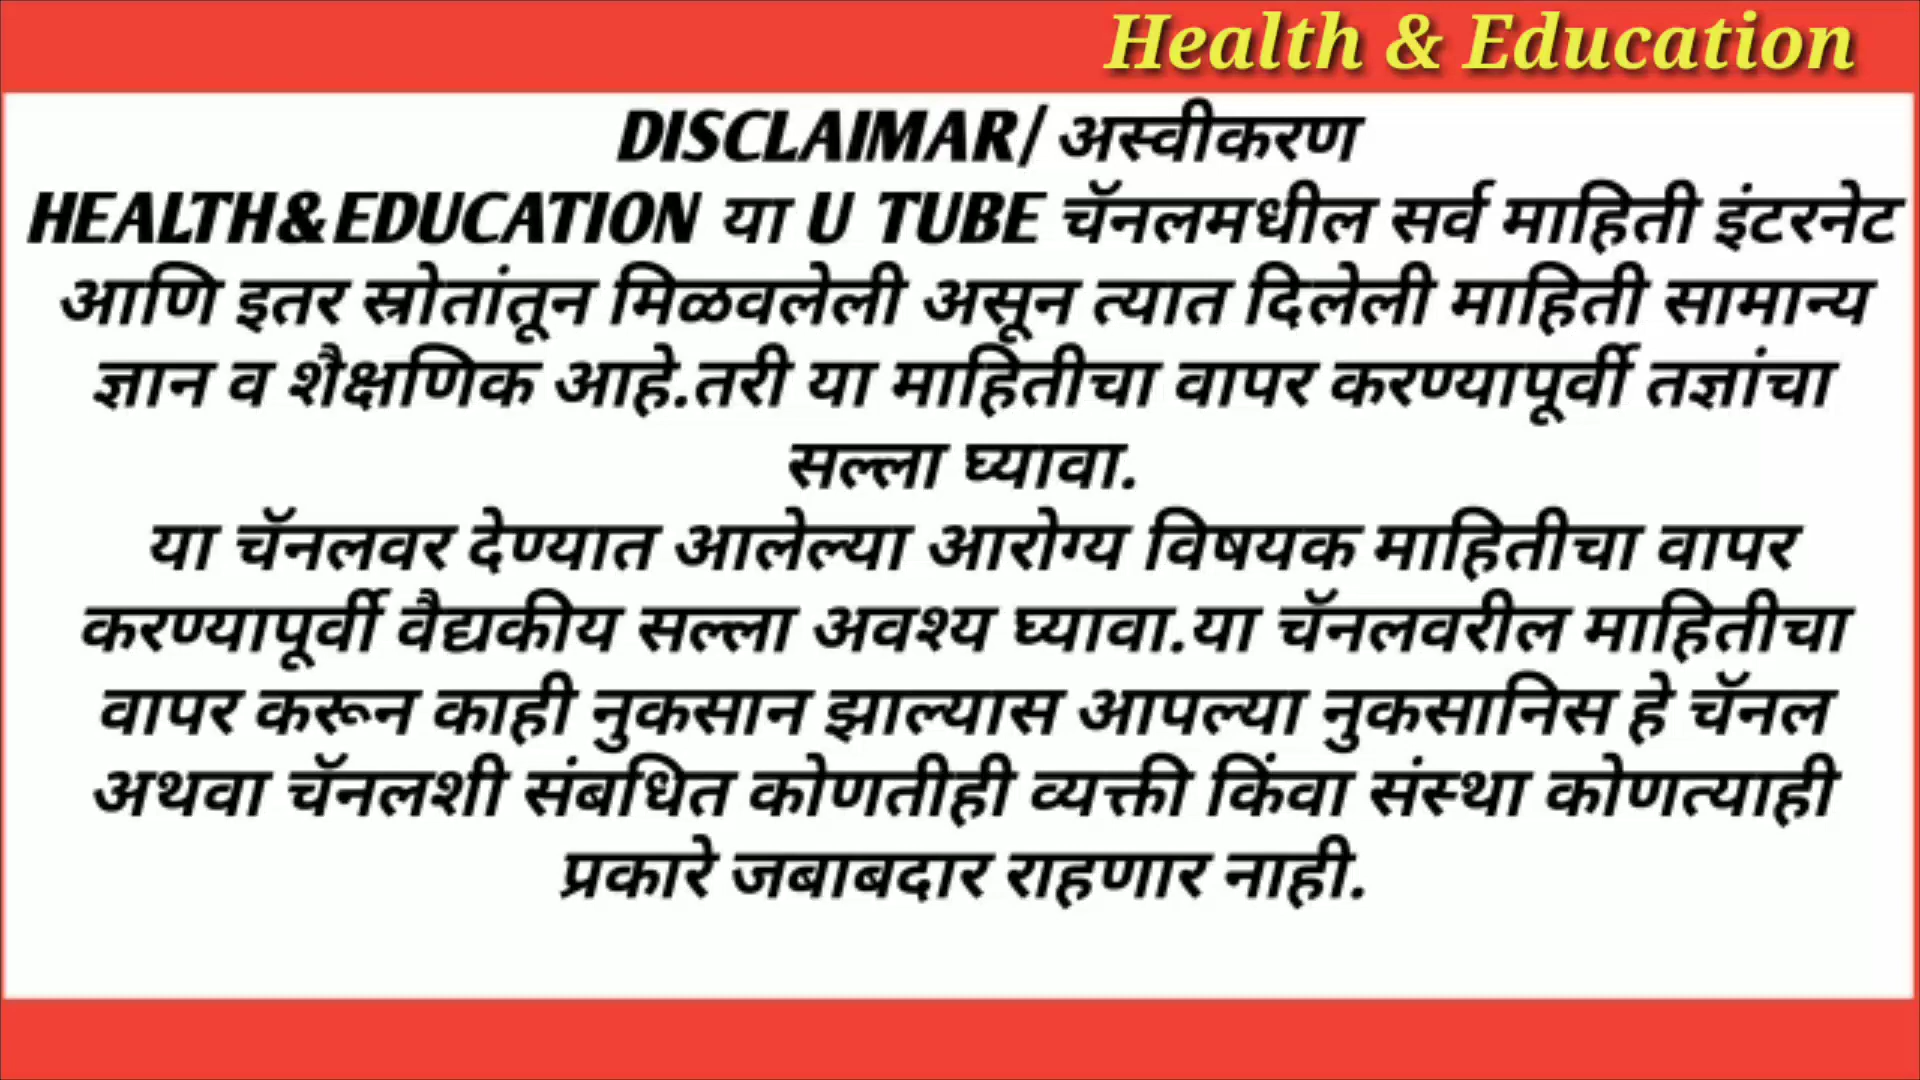 Health & Education
DISCLAIMAR/ अस्वीकरण
HEALTH&EDUCATION या U TUBE चॅनलमधील सर्व माहिती इंटरनेट
आणि इतर स्रोतांतून मिळवलेली असून त्यात दिलेली माहिती सामान्य
ज्ञान व शैक्षणिक आहे.तरी या माहितीचा वापर करण्यापूर्वी तज्ञांचा
सल्ला घ्यावा.
या चॅनलवर देण्यात आलेल्या आरोग्य विषयक माहितीचा वापर
करण्यापूर्वी वैद्यकीय सल्ला अवश्य घ्यावा.या चॅनलवरील माहितीचा
वापर करून काही नुकसान झाल्यास आपल्या नुकसानिस हे चॅनल
अथवा चॅनलशी संबधित कोणतीही व्यक्ती किंवा संस्था कोणत्याही
प्रकारे जबाबदार राहणार नाही.